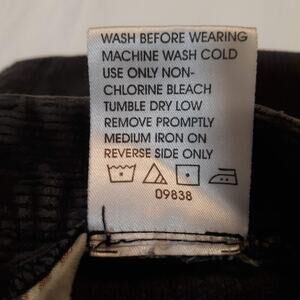 WASH BEFORE WEARING
MACHINE WASH COLD
USE ONLY NON-
CHLORINE BLEACH
TUMBLE DRY LOW
REMOVE PROMPTLY
MEDIUM IRON ON
REVERSE SIDE ONLY
09838